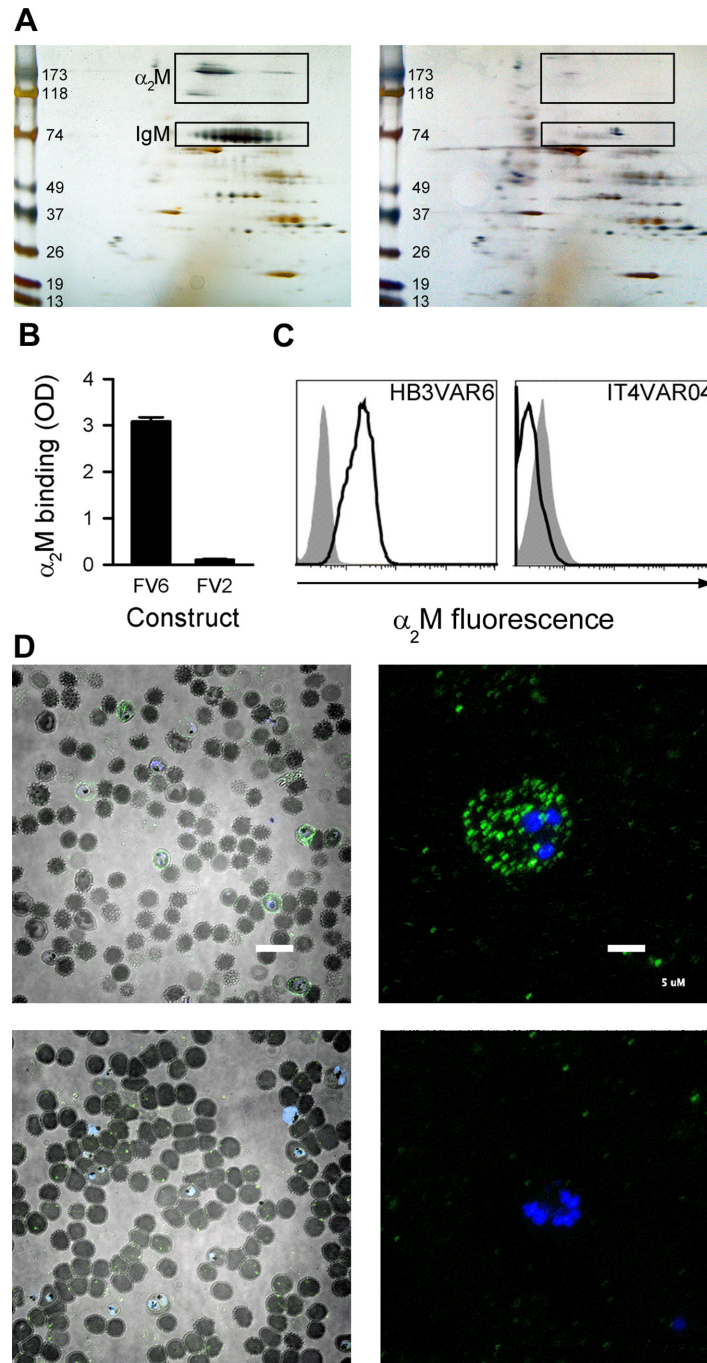 A
173
118
74
49
37
26
19
13
α₂M
IgM
173
118
74
49
37
26
19
13
B
α₂M binding (OD)
4
3
2
1
0
FV6 FV2
Construct
C
HB3VAR6
IT4VAR04
α₂M fluorescence
D
5 uM